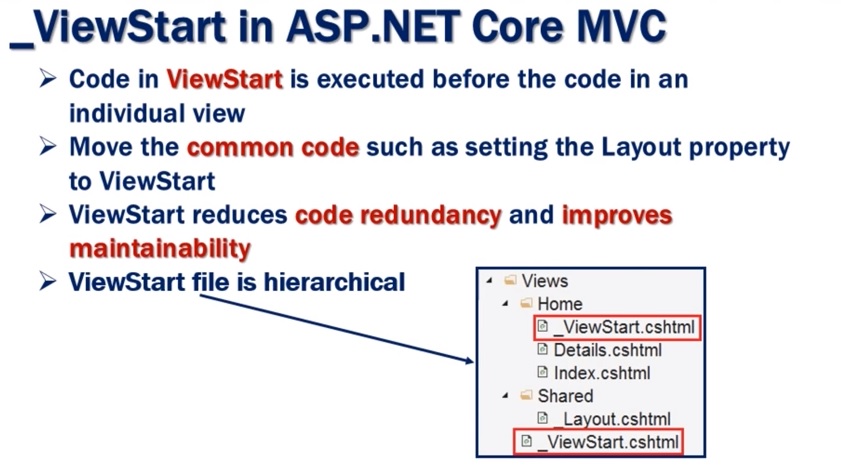 _ViewStart in ASP.NET Core MVC
Code in ViewStart is executed before the code in an
individual view
Move the common code such as setting the Layout property
to ViewStart
ViewStart reduces code redundancy and improves
maintainability
ViewStart file is hierarchical
Views
Home
_ViewStart.cshtml
Details.cshtml
Index.cshtml
Shared
_Layout.cshtml
_ViewStart.cshtml